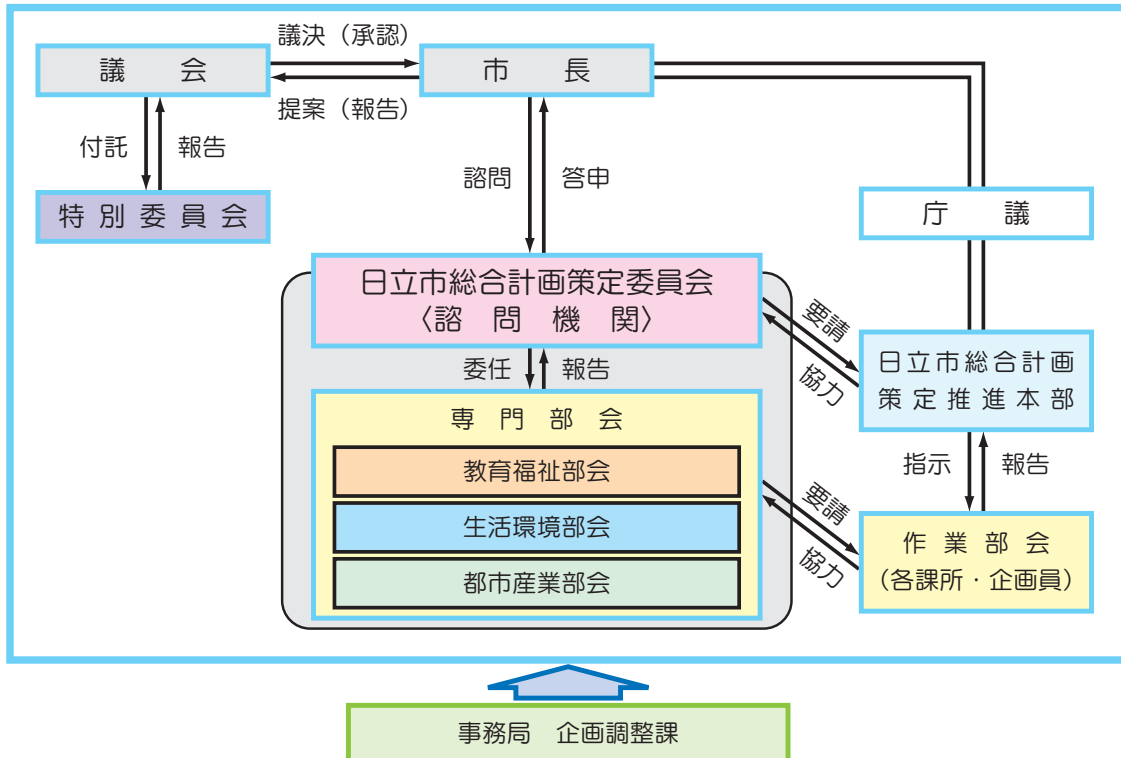 議決（承認）
議　会
市　長
提案（報告）
付託
報告
諮問
答申
特別委員会
庁　議
日立市総合計画策定委員会
〈諮問機関〉
要請
協力
日立市総合計画
策定推進本部
委任
報告
専門部会
教育福祉部会
生活環境部会
都市産業部会
指示
報告
要請
協力
作業部会
（各課所・企画員）
事務局　企画調整課